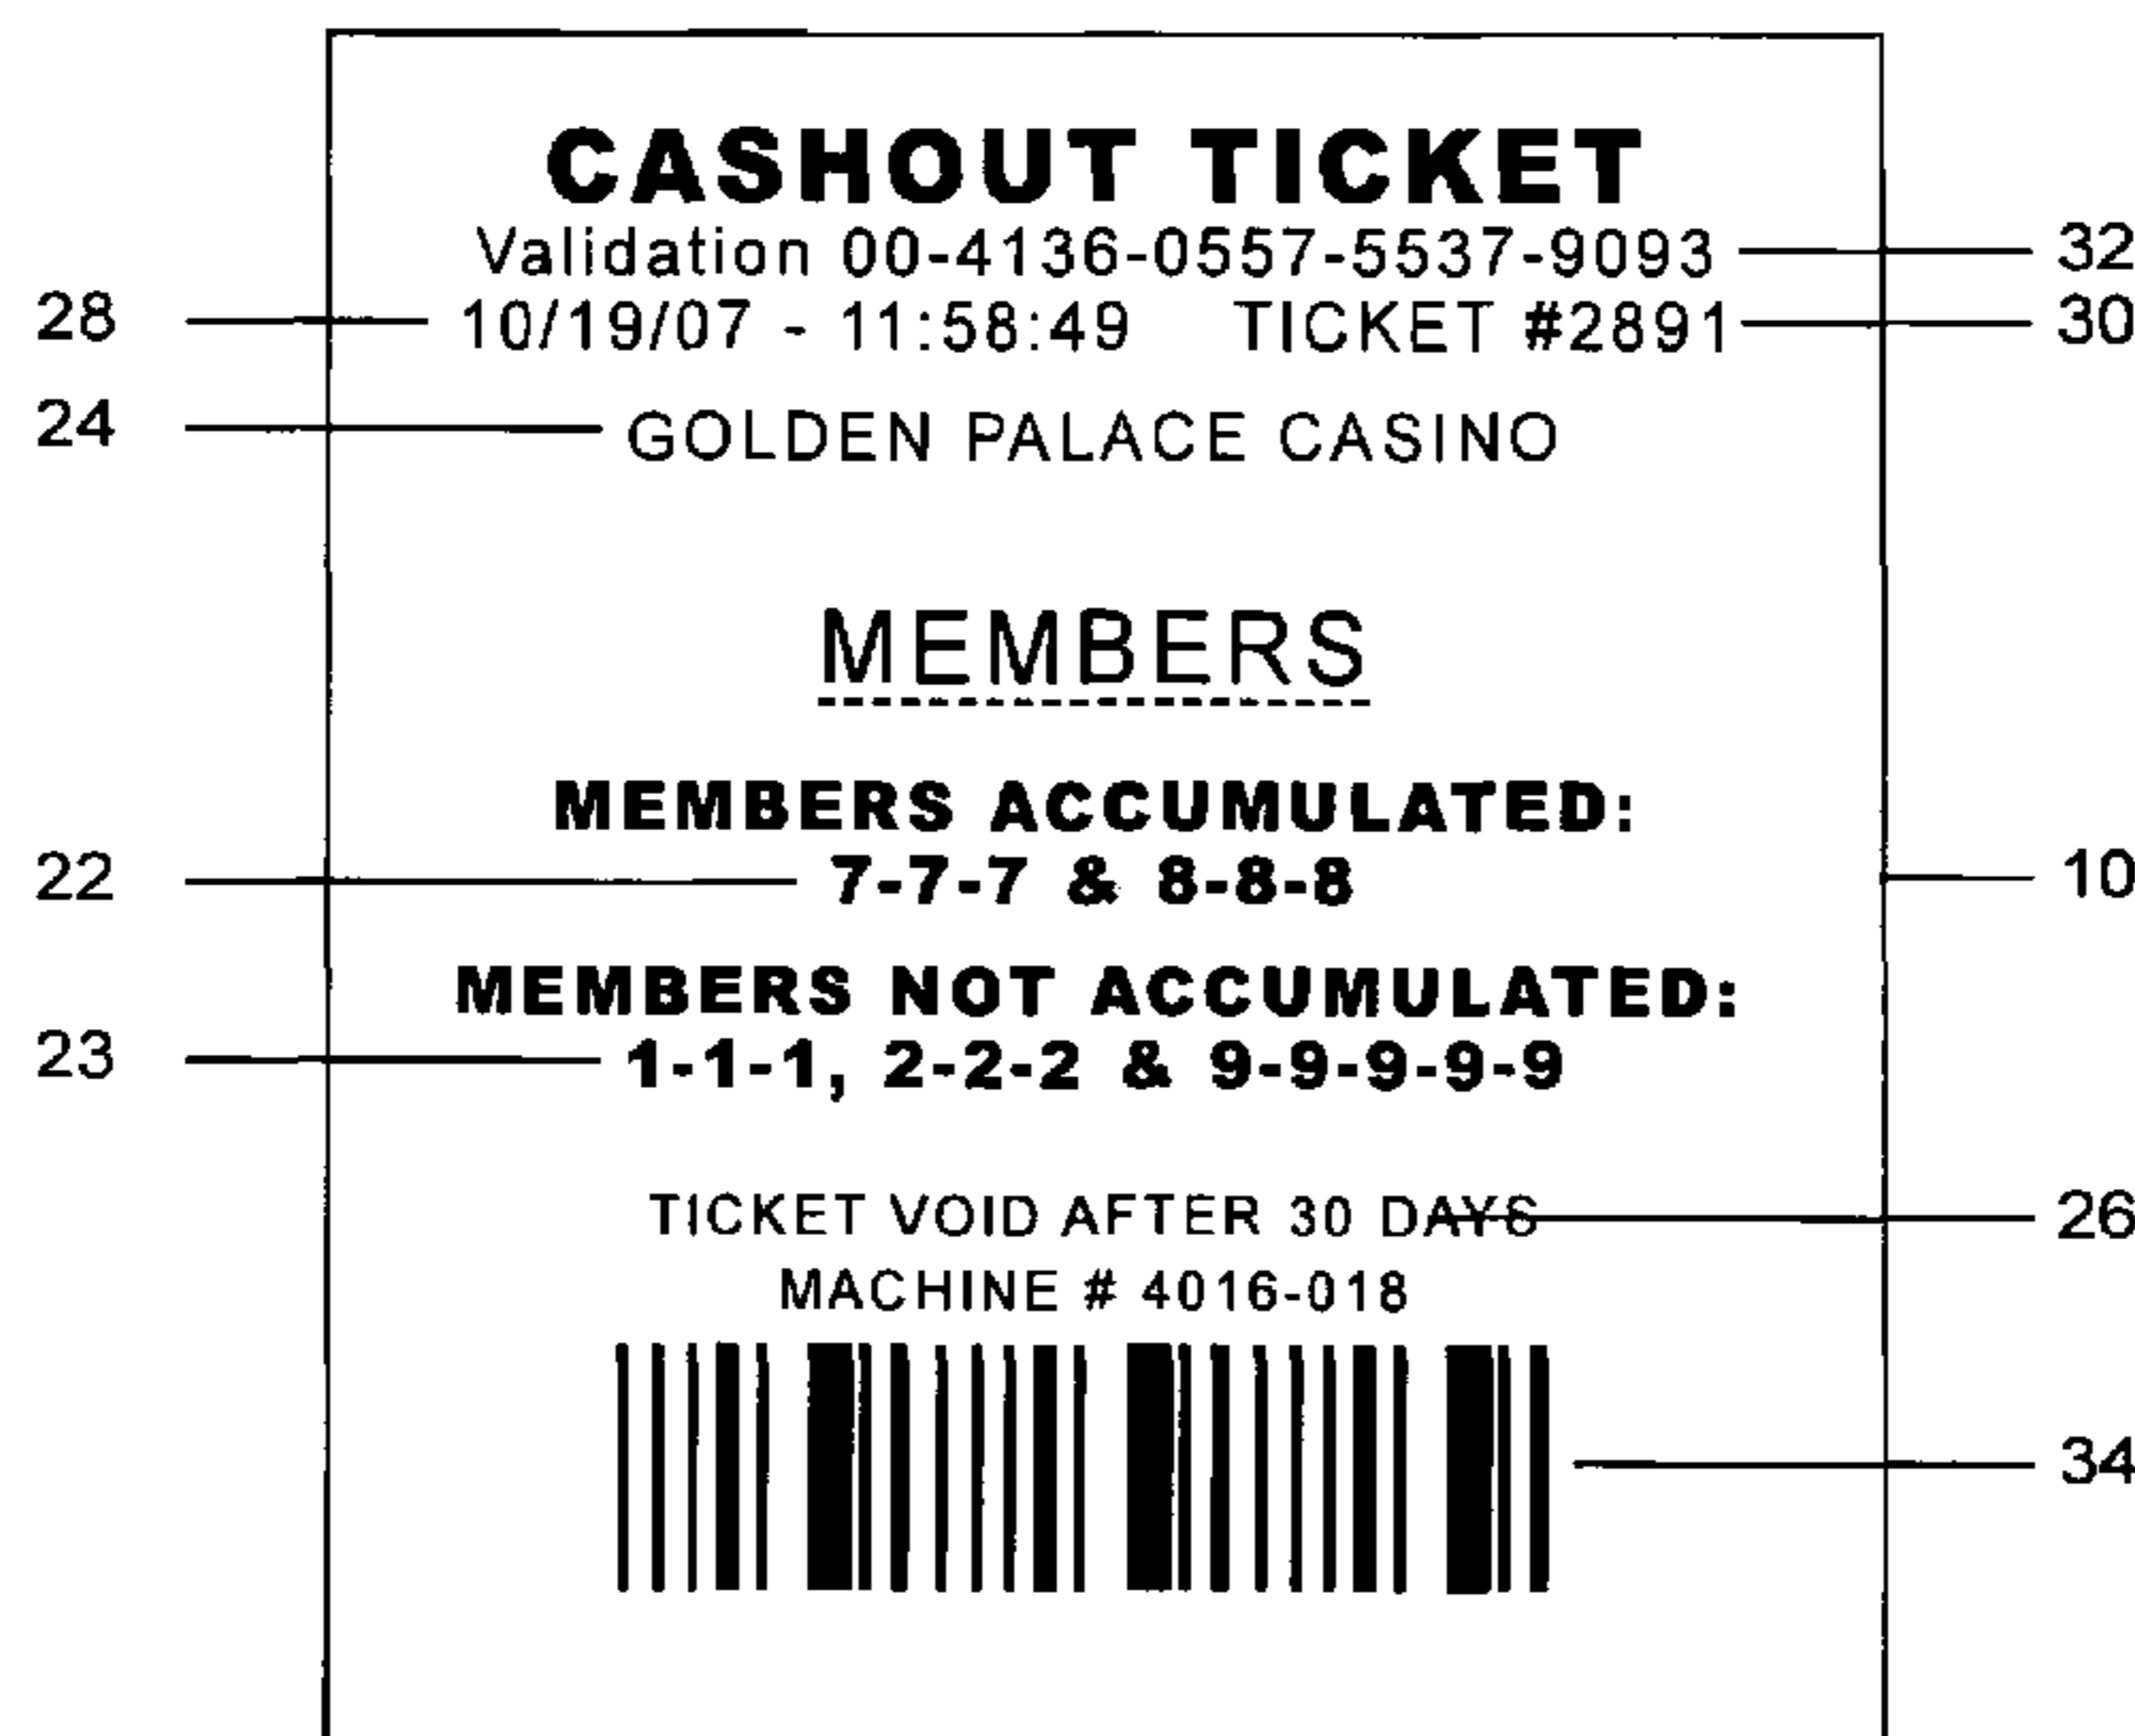 CASHOUT TICKET
Validation 00-4136-0557-5537-9093 32
28 10/19/07 - 11:58:49 TICKET #2891 30
24 GOLDEN PALACE CASINO
MEMBERS
MEMBERS ACCUMULATED:
22 7-7-7 & 8-8-8 10
MEMBERS NOT ACCUMULATED:
23 1-1-1, 2-2-2 & 9-9-9-9-9
TICKET VOID AFTER 30 DAYS 26
MACHINE # 4016-018
34